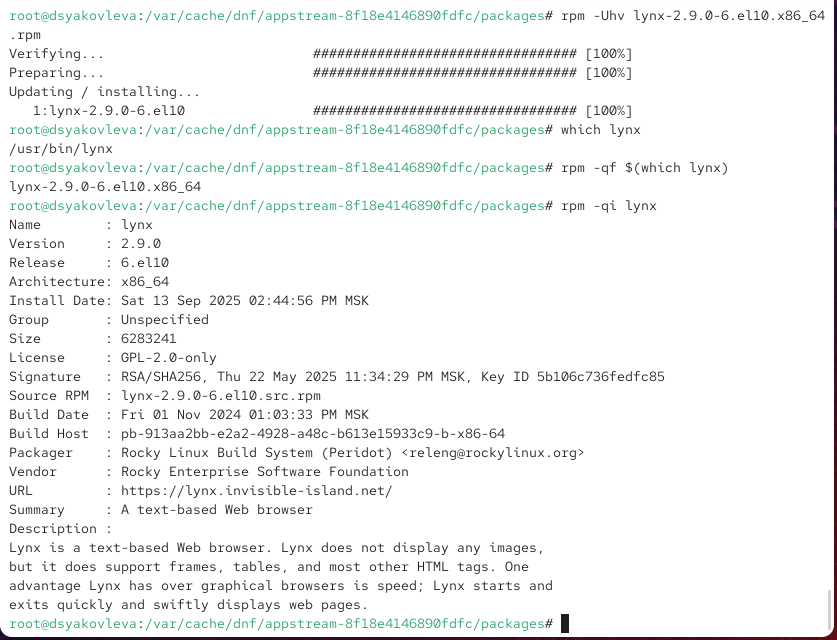 root@dsyakovleva:/var/cache/dnf/appstream-8f18e4146890fdfc/packages# rpm -Uhv lynx-2.9.0-6.el10.x86_64
.rpm
Verifying...                          ################################# [100%]
Preparing...                          ################################# [100%]
Updating / installing...
   1:lynx-2.9.0-6.el10                ################################# [100%]
root@dsyakovleva:/var/cache/dnf/appstream-8f18e4146890fdfc/packages# which lynx
/usr/bin/lynx
root@dsyakovleva:/var/cache/dnf/appstream-8f18e4146890fdfc/packages# rpm -qf $(which lynx)
lynx-2.9.0-6.el10.x86_64
root@dsyakovleva:/var/cache/dnf/appstream-8f18e4146890fdfc/packages# rpm -qi lynx
Name        : lynx
Version     : 2.9.0
Release     : 6.el10
Architecture: x86_64
Install Date: Sat 13 Sep 2025 02:44:56 PM MSK
Group       : Unspecified
Size        : 6283241
License     : GPL-2.0-only
Signature   : RSA/SHA256, Thu 22 May 2025 11:34:29 PM MSK, Key ID 5b106c736fedfc85
Source RPM  : lynx-2.9.0-6.el10.src.rpm
Build Date  : Fri 01 Nov 2024 01:03:33 PM MSK
Build Host  : pb-913aa2bb-e2a2-4928-a48c-b613e15933c9-b-x86-64
Packager    : Rocky Linux Build System (Peridot) <releng@rockylinux.org>
Vendor      : Rocky Enterprise Software Foundation
URL         : https://lynx.invisible-island.net/
Summary     : A text-based Web browser
Description :
Lynx is a text-based Web browser. Lynx does not display any images,
but it does support frames, tables, and most other HTML tags. One
advantage Lynx has over graphical browsers is speed; Lynx starts and
exits quickly and swiftly displays web pages.
root@dsyakovleva:/var/cache/dnf/appstream-8f18e4146890fdfc/packages#